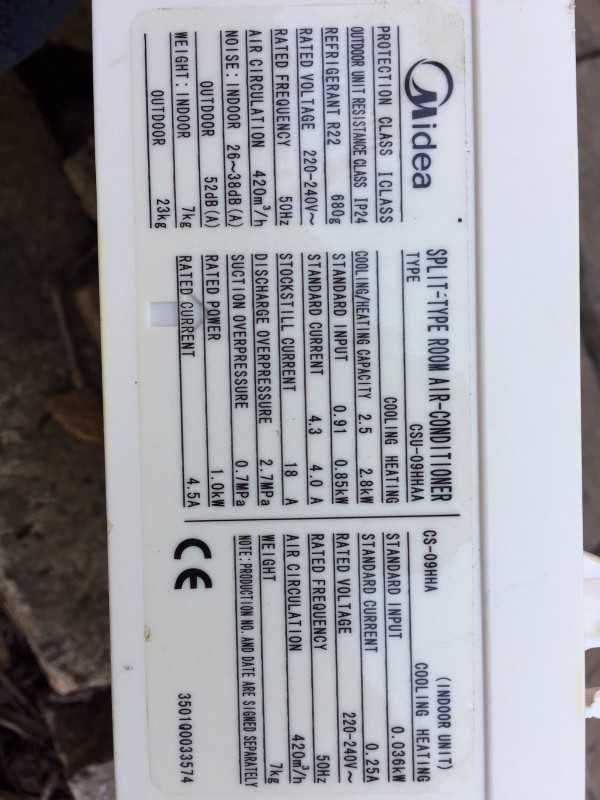 Midea
PROTECTION CLASS ICLASS
OUTDOOR UNIT RESISTANCE CLASS IP24
REFRIGERANT R22 680g
RATED VOLTAGE 220-240V~
RATED FREQUENCY 50Hz
AIR CIRCULATION 420m³/h
NOISE: INDOOR 26~38dB(A)
OUTDOOR 52dB(A)
WEIGHT: INDOOR 7kg
OUTDOOR 23kg
SPLIT-TYPE ROOM AIR-CONDITIONER
TYPE CSU-09HHAA
COOLING HEATING
COOLING/HEATING CAPACITY 2.5 2.8kW
STANDARD INPUT 0.91 0.85kW
STANDARD CURRENT 4.3 4.0 A
STOCKSTILL CURRENT 18 A
DISCHARGE OVERPRESSURE 2.7MPa
SUCTION OVERPRESSURE 0.7MPa
RATED POWER 1.0kW
RATED CURRENT 4.5A
CS-09HHA (INDOOR UNIT)
COOLING HEATING
STANDARD INPUT 0.036kW
STANDARD CURRENT 0.25A
RATED VOLTAGE 220-240V~
RATED FREQUENCY 50Hz
AIR CIRCULATION 420m³/h
WEIGHT 7kg
NOTE: PRODUCTION NO. AND DATE ARE SIGNED SEPARATELY
CE
3501Q0033574